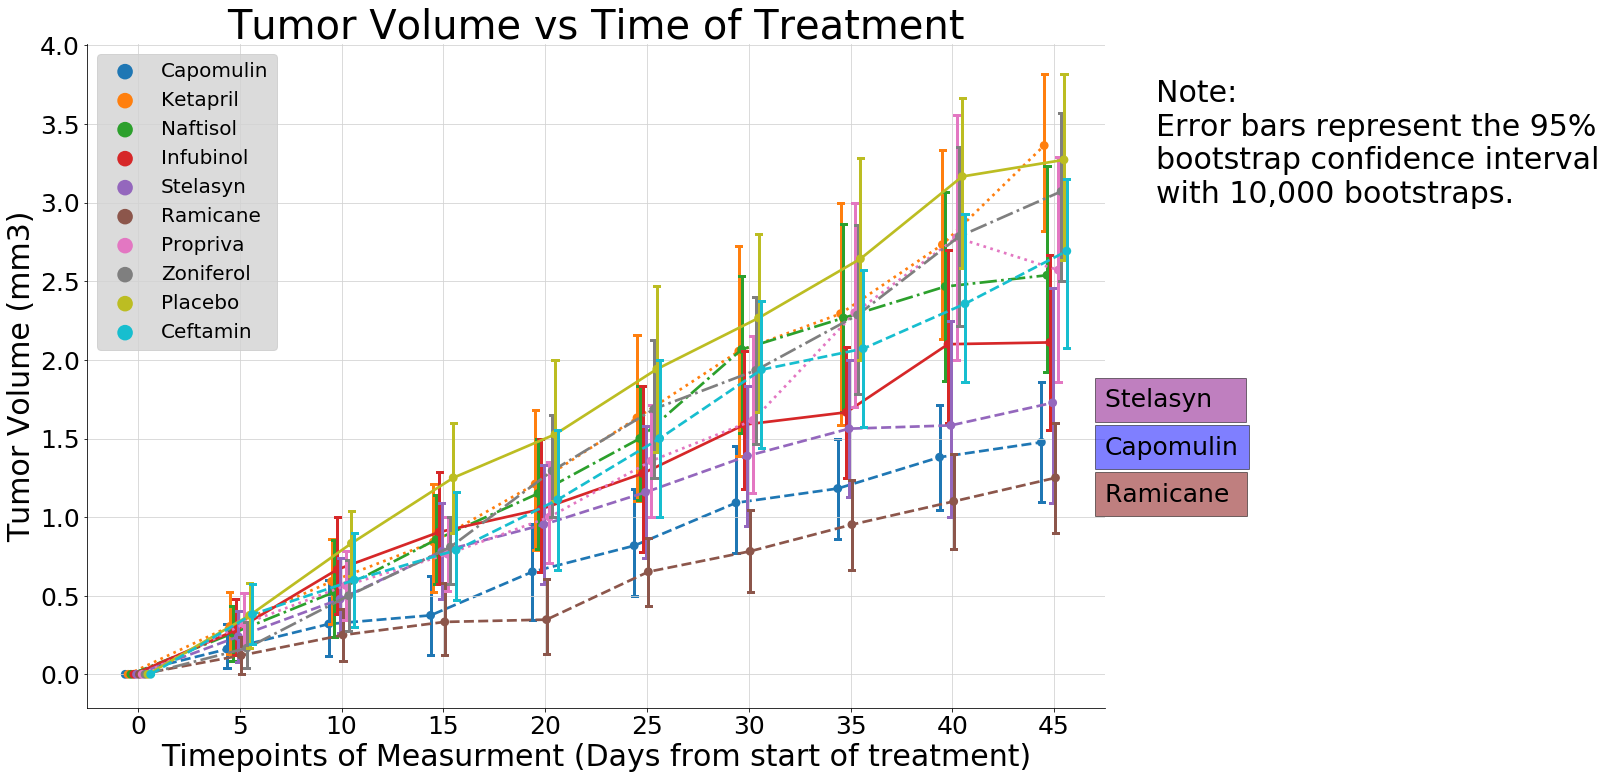 Tumor Volume vs Time of Treatment
Tumor Volume (mm3)
4.0
3.5
3.0
2.5
2.0
1.5
1.0
0.5
0.0
Capomulin
Ketapril
Naftisol
Infubinol
Stelasyn
Ramicane
Propriva
Zoniferol
Placebo
Ceftamin
Note:
Error bars represent the 95%
bootstrap confidence interval
with 10,000 bootstraps.
Stelasyn
Capomulin
Ramicane
0 5 10 15 20 25 30 35 40 45
Timepoints of Measurment (Days from start of treatment)